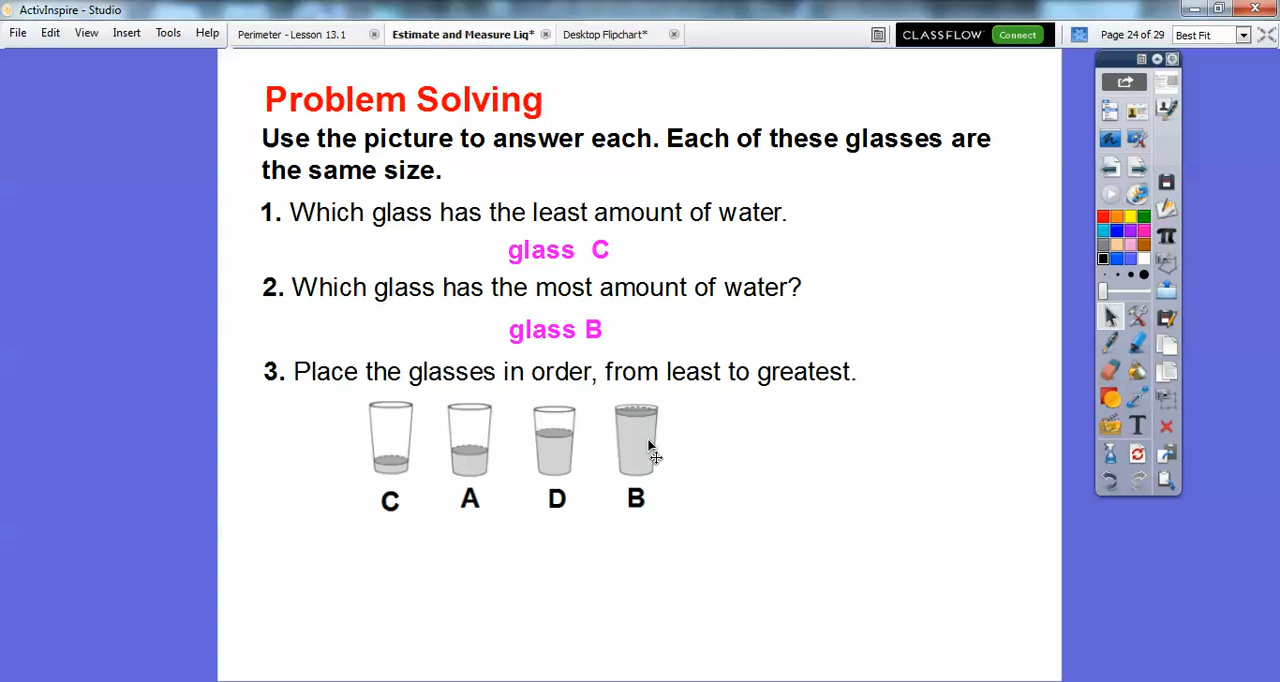 ActivInspire - Studio
File Edit View Insert Tools Help
Perimeter - Lesson 13.1 Estimate and Measure Liq* Desktop Flipchart*
CLASSFLOW Connect
Page 24 of 29 Best Fit
Problem Solving
Use the picture to answer each. Each of these glasses are
the same size.
1. Which glass has the least amount of water.
glass C
2. Which glass has the most amount of water?
glass B
3. Place the glasses in order, from least to greatest.
C A D B